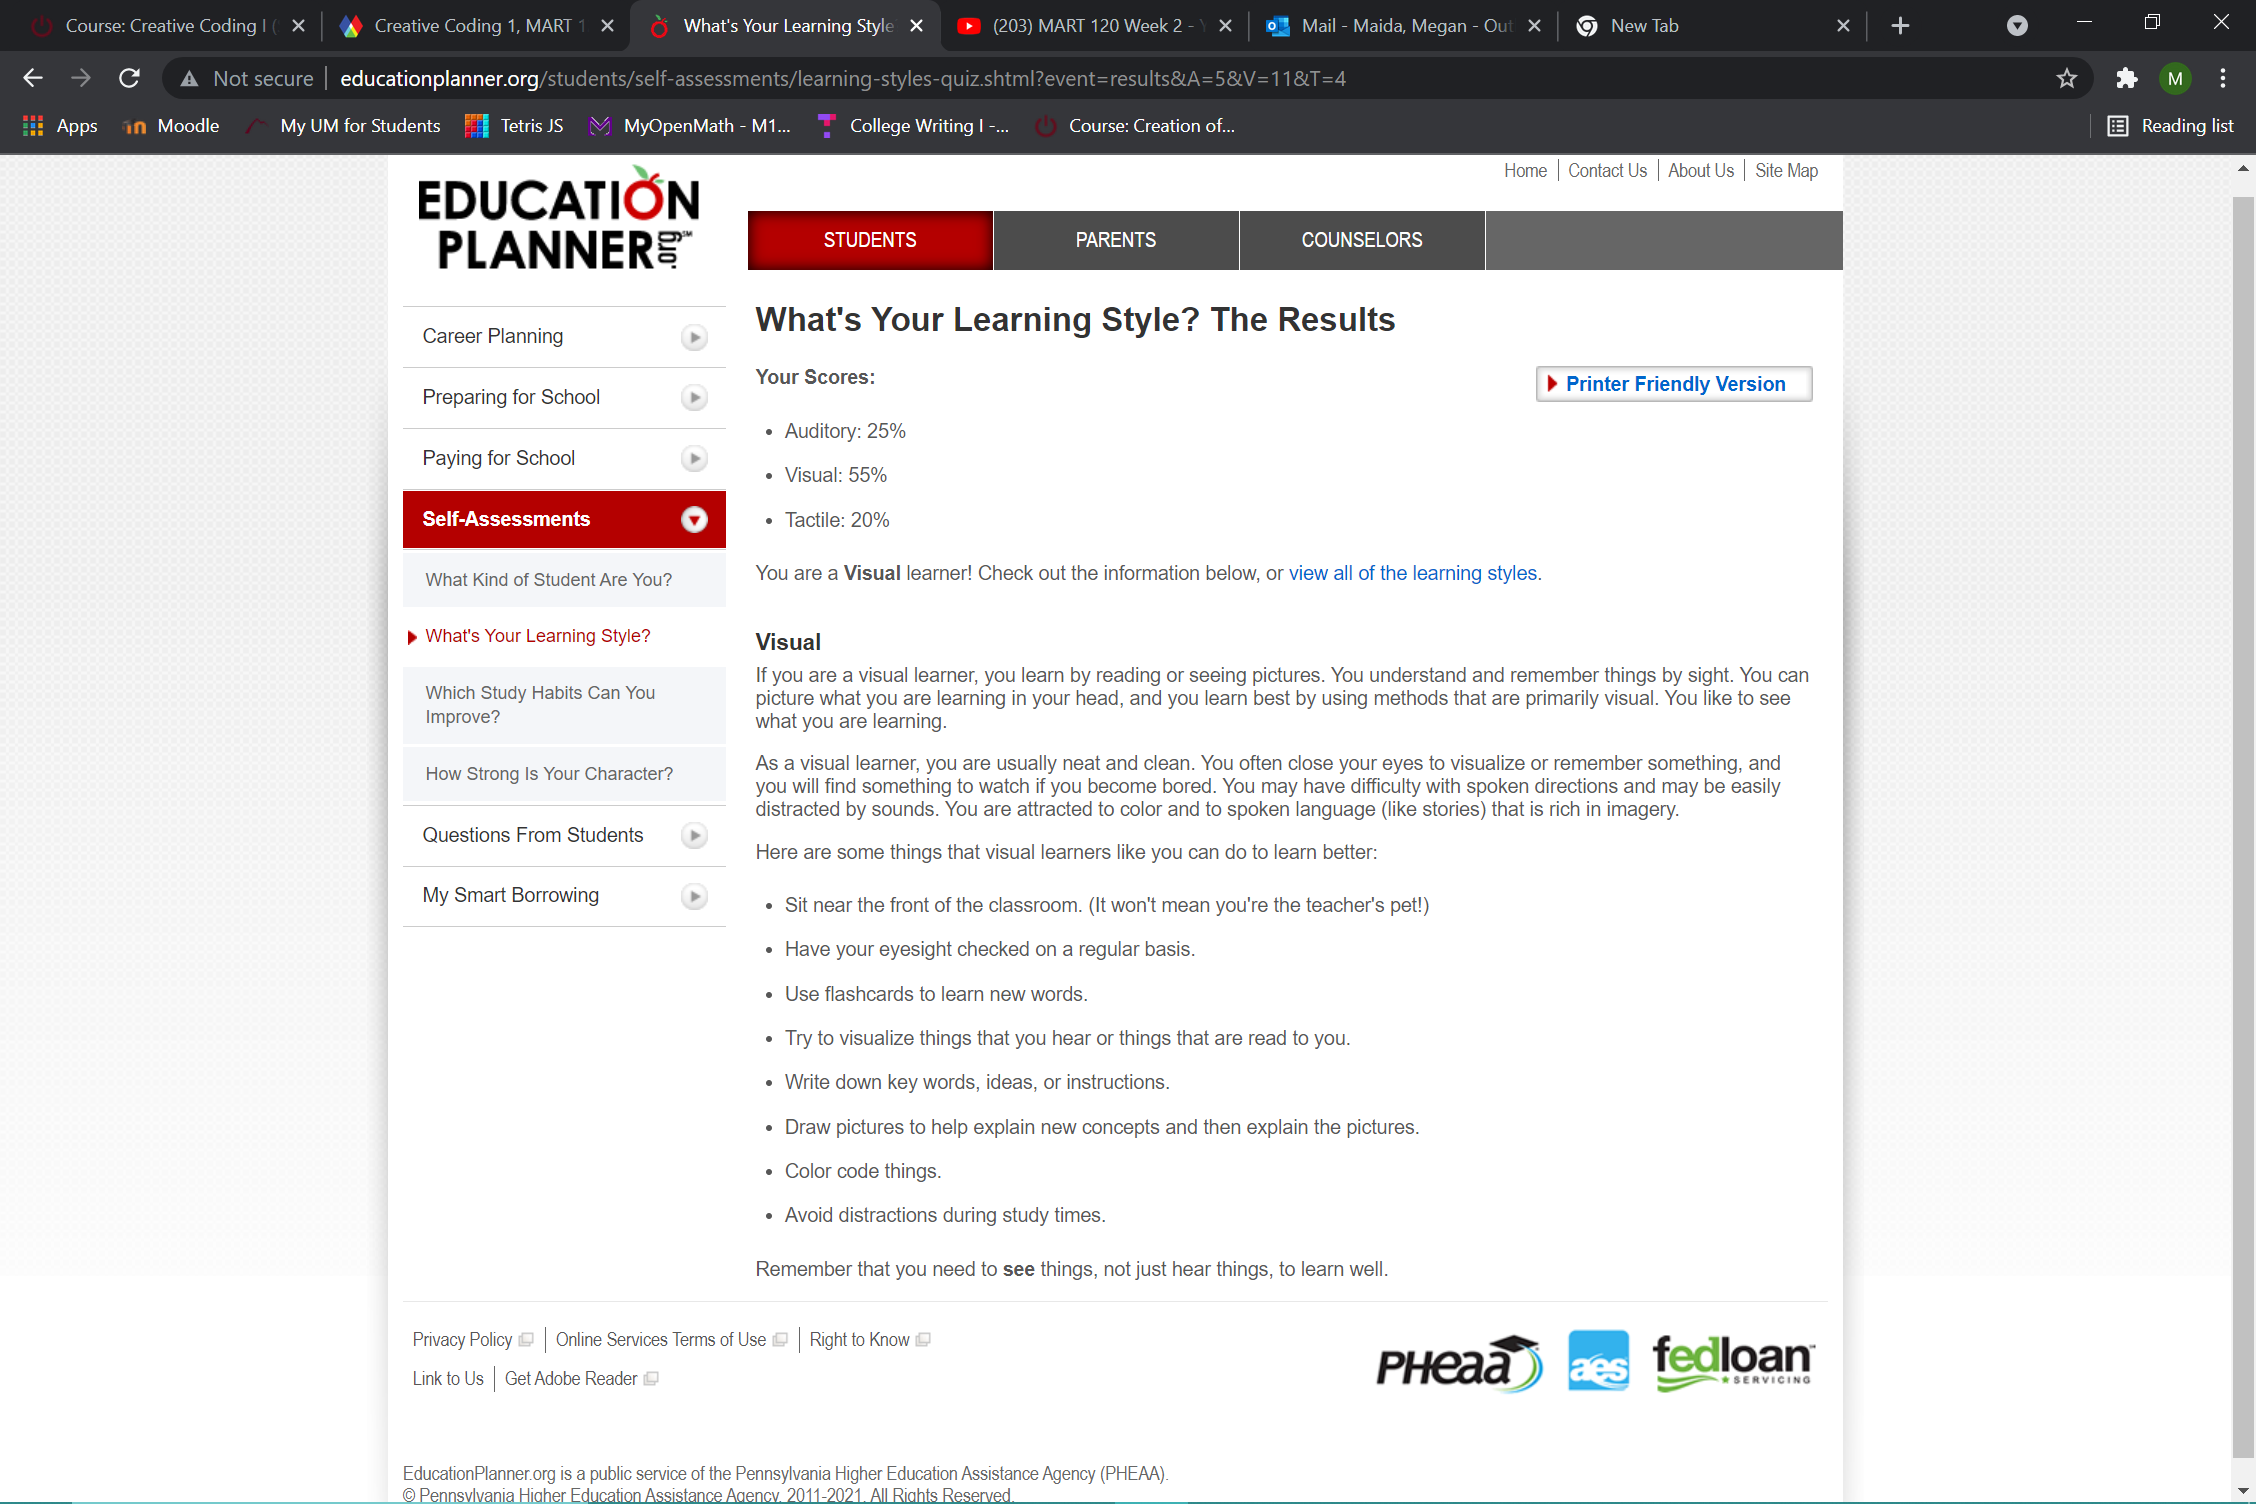 Course: Creative Coding I (
Creative Coding 1, MART 1
What's Your Learning Style
(203) MART 120 Week 2 -
Mail - Maida, Megan - Out
New Tab
Not secure
educationplanner.org/students/self-assessments/learning-styles-quiz.shtml?event=results&A=5&V=11&T=4
M
Apps
Moodle
My UM for Students
Tetris JS
MyOpenMath - M1...
College Writing I -...
Course: Creation of...
Reading list
EDUCATION
PLANNER.org℠
Home
Contact Us
About Us
Site Map
STUDENTS
PARENTS
COUNSELORS
Career Planning
Preparing for School
Paying for School
Self-Assessments
What Kind of Student Are You?
What's Your Learning Style?
Which Study Habits Can You
Improve?
How Strong Is Your Character?
Questions From Students
My Smart Borrowing
What's Your Learning Style? The Results
Your Scores:
Printer Friendly Version
• Auditory: 25%
• Visual: 55%
• Tactile: 20%
You are a Visual learner! Check out the information below, or view all of the learning styles.
Visual
If you are a visual learner, you learn by reading or seeing pictures. You understand and remember things by sight. You can
picture what you are learning in your head, and you learn best by using methods that are primarily visual. You like to see
what you are learning.
As a visual learner, you are usually neat and clean. You often close your eyes to visualize or remember something, and
you will find something to watch if you become bored. You may have difficulty with spoken directions and may be easily
distracted by sounds. You are attracted to color and to spoken language (like stories) that is rich in imagery.
Here are some things that visual learners like you can do to learn better:
• Sit near the front of the classroom. (It won't mean you're the teacher's pet!)
• Have your eyesight checked on a regular basis.
• Use flashcards to learn new words.
• Try to visualize things that you hear or things that are read to you.
• Write down key words, ideas, or instructions.
• Draw pictures to help explain new concepts and then explain the pictures.
• Color code things.
• Avoid distractions during study times.
Remember that you need to see things, not just hear things, to learn well.
Privacy Policy
Online Services Terms of Use
Right to Know
Link to Us
Get Adobe Reader
PHEAA
aes
fedloan
SERVICING
EducationPlanner.org is a public service of the Pennsylvania Higher Education Assistance Agency (PHEAA).
© Pennsylvania Higher Education Assistance Agency. 2011-2021. All Rights Reserved.